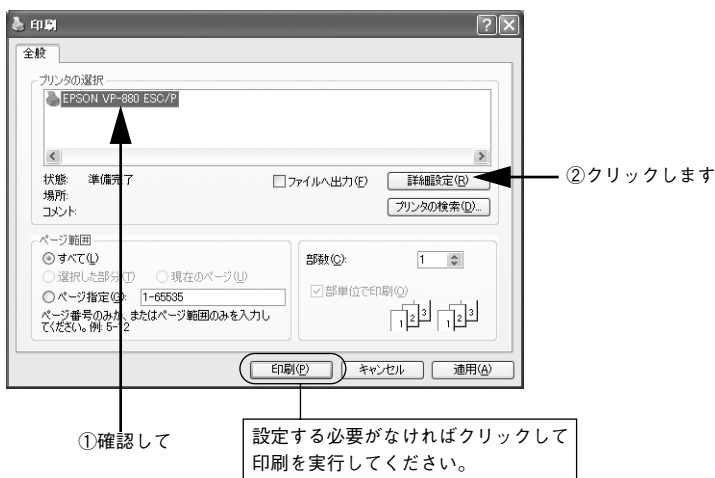 印刷
全般
プリンタの選択
EPSON VP-880 ESC/P
状態: 準備完了
場所:
コメント:
ファイルへ出力(F)
詳細設定(R)
プリンタの検索(D)...
②クリックします
ページ範囲
すべて(L)
選択した部分(T) 現在のページ(U)
ページ指定(G): 1-65535
ページ番号のみか、またはページ範囲のみを入力し
てください。例: 5-12
部数(C): 1
部単位で印刷(O)
1 2 3 1 2 3
印刷(P) キャンセル 適用(A)
①確認して
設定する必要がなければクリックして
印刷を実行してください。